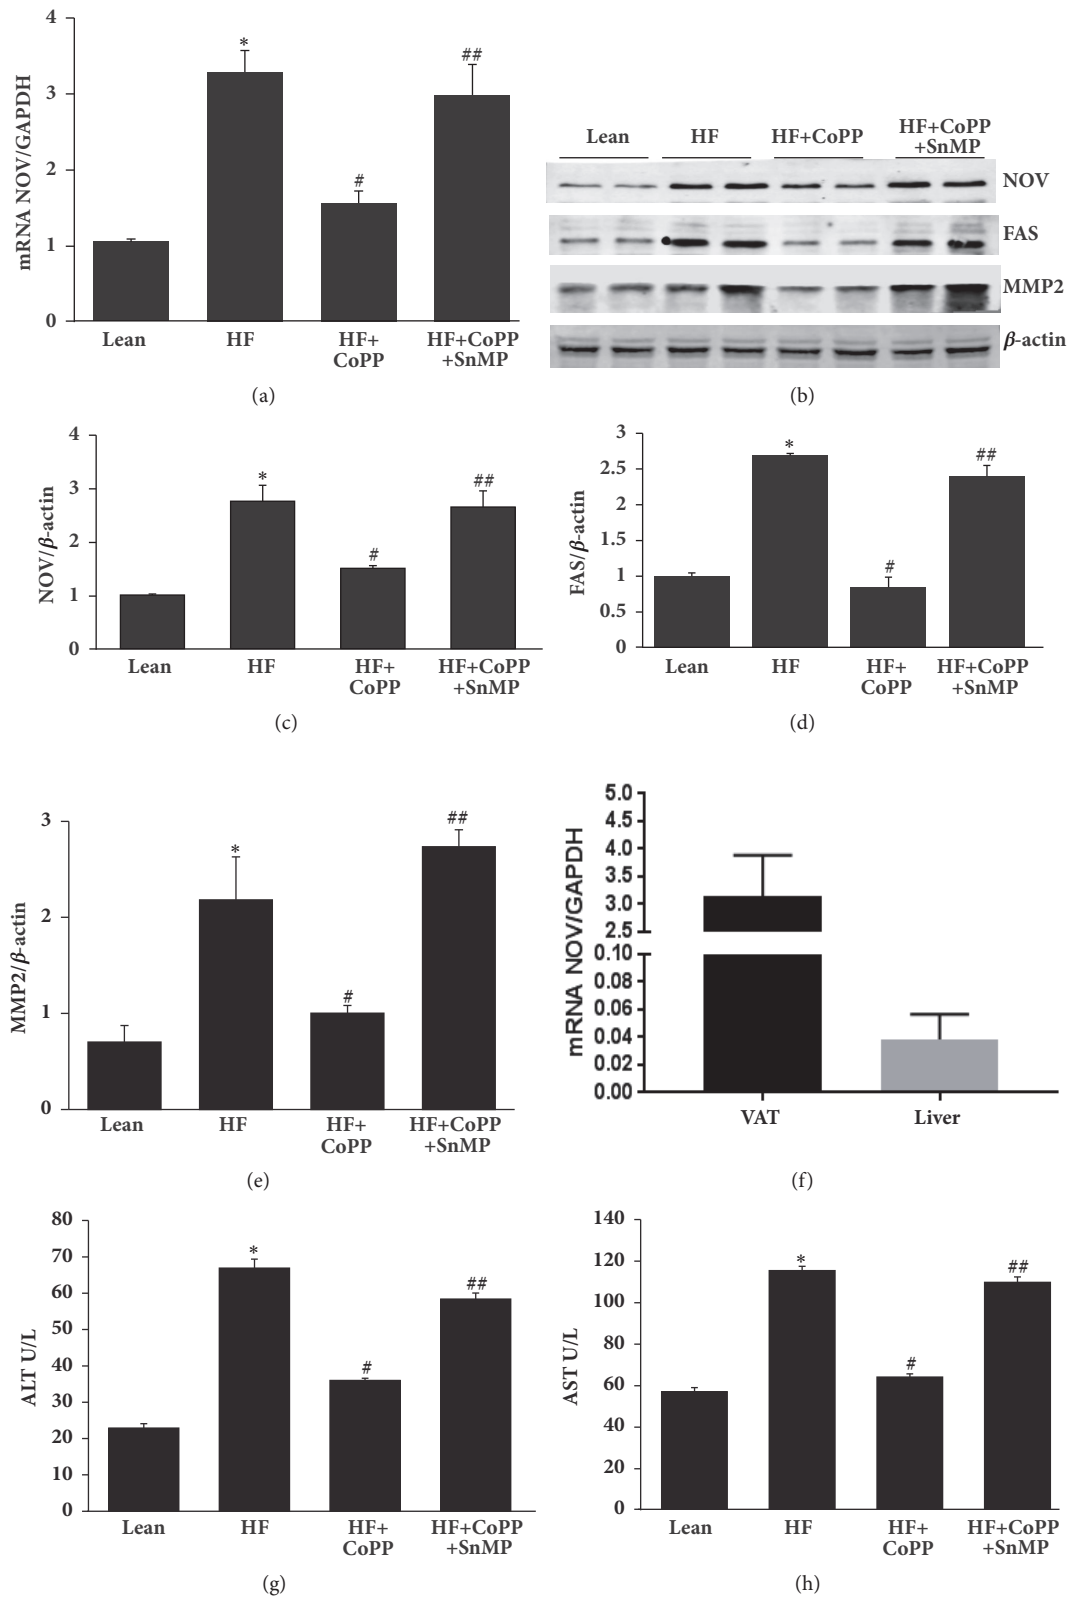 4
3
2
1
0
mRNA NOV/GAPDH
*
#
##
Lean
HF
HF+
CoPP
HF+CoPP
+SnMP
(a)
Lean
HF
HF+CoPP
HF+CoPP
+SnMP
NOV
FAS
MMP2
β-actin
(b)
4
3
2
1
0
NOV/β-actin
*
#
##
Lean
HF
HF+
CoPP
HF+CoPP
+SnMP
(c)
3
2.5
2
1.5
1
0.5
0
FAS/β-actin
*
#
##
Lean
HF
HF+
CoPP
HF+CoPP
+SnMP
(d)
3
2
1
0
MMP2/β-actin
*
#
##
Lean
HF
HF+
CoPP
HF+CoPP
+SnMP
(e)
5.0
4.5
4.0
3.5
3.0
2.5
0.10
0.08
0.06
0.04
0.02
0.00
mRNA NOV/GAPDH
VAT
Liver
(f)
80
70
60
50
40
30
20
10
0
ALT U/L
*
#
##
Lean
HF
HF+
CoPP
HF+CoPP
+SnMP
(g)
140
120
100
80
60
40
20
0
AST U/L
*
#
##
Lean
HF
HF+
CoPP
HF+CoPP
+SnMP
(h)